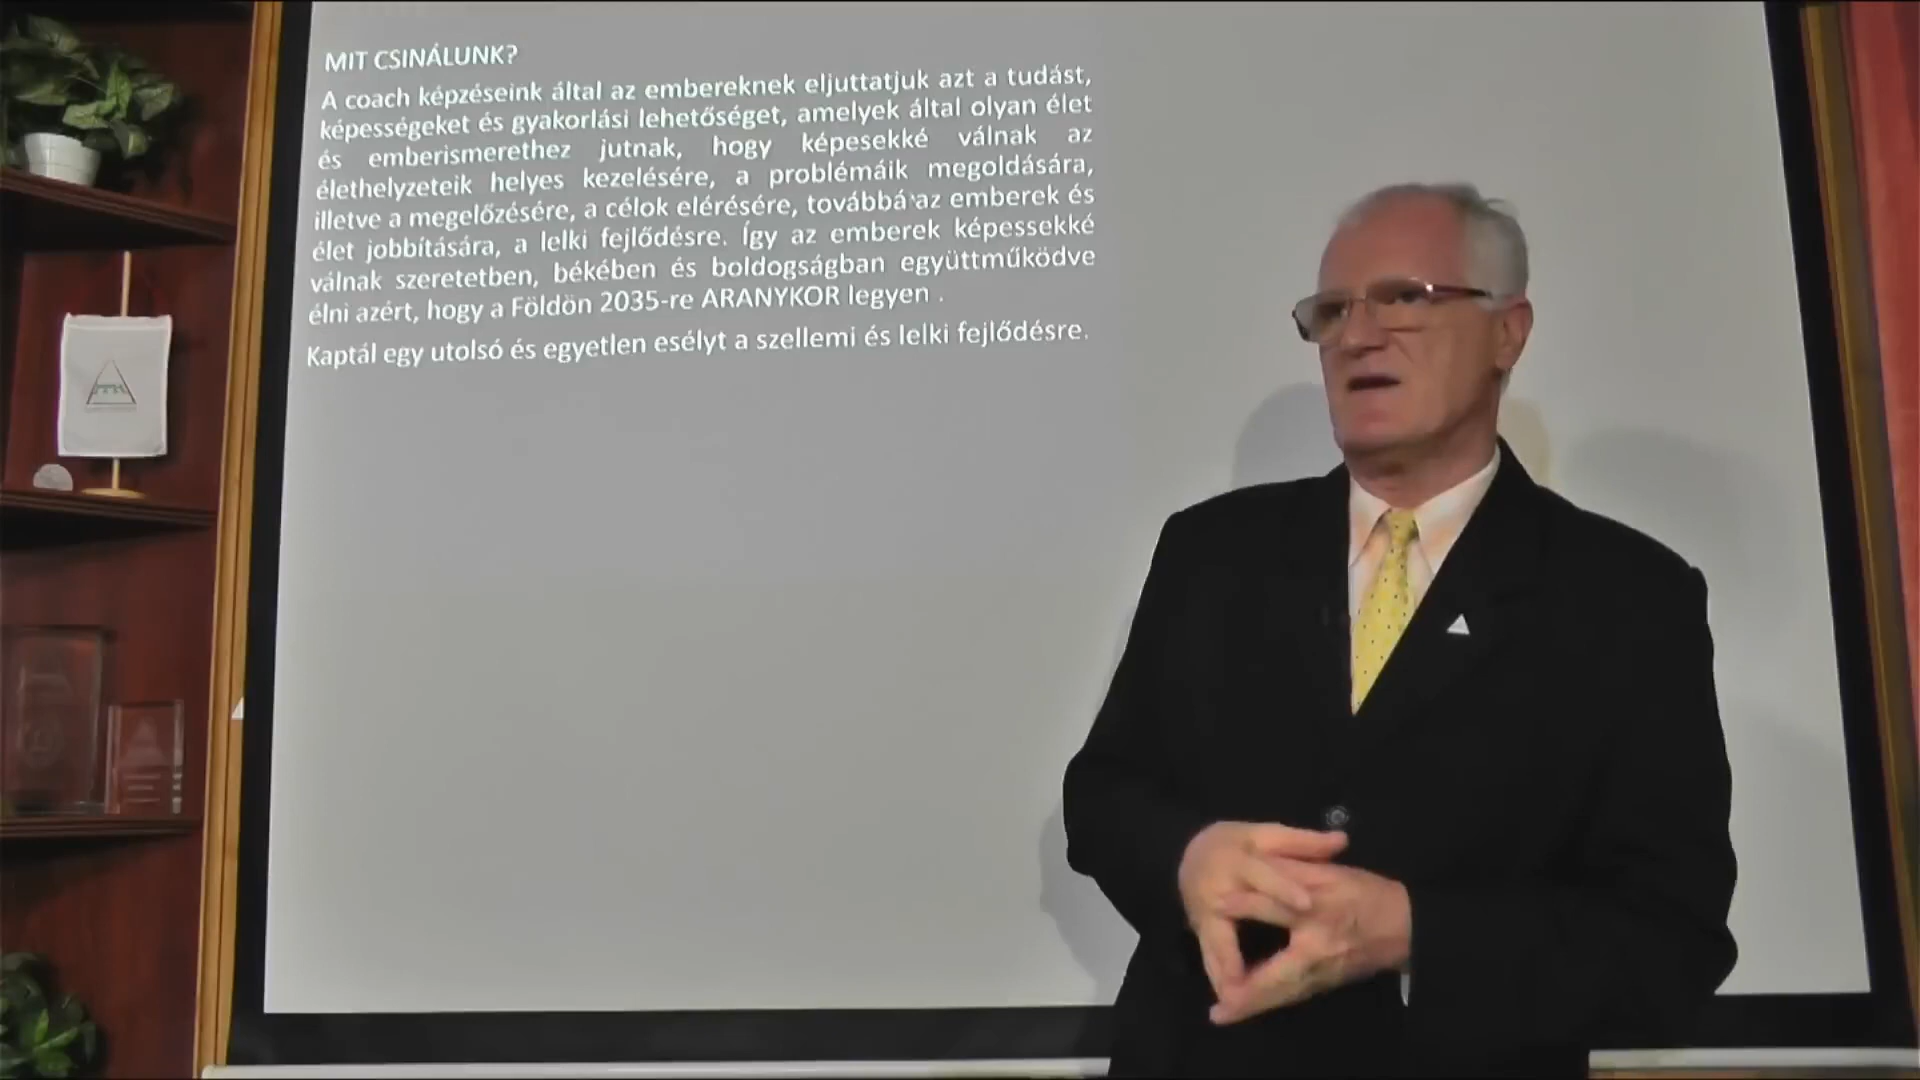 MIT CSINÁLUNK?
A coach képzéseink által az embereknek eljuttatjuk azt a tudást,
képességeket és gyakorlási lehetőséget, amelyek által olyan élet
és emberismerethez jutnak, hogy képesekké válnak az
élethelyzeteik helyes kezelésére, a problémáik megoldására,
illetve a megelőzésére, a célok elérésére, továbbá az emberek és
élet jobbítására, a lelki fejlődésre. Így az emberek képessekké
válnak szeretetben, békében és boldogságban együttműködve
élni azért, hogy a Földön 2035-re ARANYKOR legyen .
Kaptál egy utolsó és egyetlen esélyt a szellemi és lelki fejlődésre.